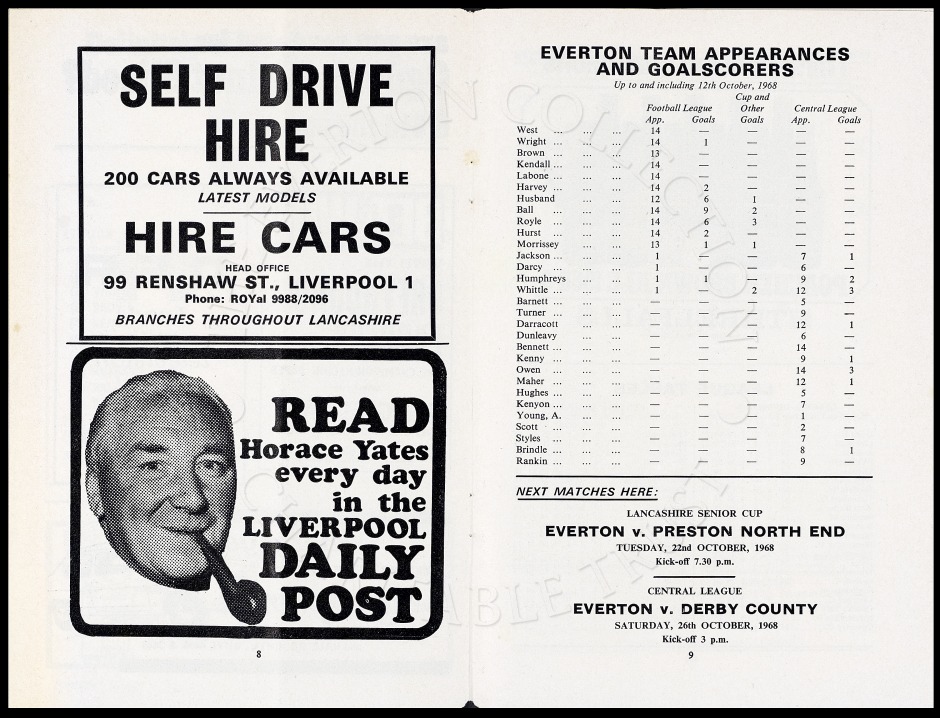 SELF DRIVE
HIRE
200 CARS ALWAYS AVAILABLE
LATEST MODELS
HIRE CARS
HEAD OFFICE
99 RENSHAW ST., LIVERPOOL 1
Phone: ROYal 9988/2096
BRANCHES THROUGHOUT LANCASHIRE
READ
Horace Yates
every day
in the
LIVERPOOL
DAILY
POST
8
EVERTON TEAM APPEARANCES
AND GOALSCORERS
Up to and including 12th October, 1968
Cup and
Football League Other Central League
App. Goals Goals App. Goals
West ... ... ... 14 — — — —
Wright ... ... ... 14 1 — — —
Brown ... ... ... 13 — — — —
Kendall ... ... ... 14 — — — —
Labone ... ... ... 14 — — — —
Harvey ... ... ... 14 2 — — —
Husband ... ... 12 6 1 — —
Ball ... ... ... 14 9 2 — —
Royle ... ... ... 14 6 3 — —
Hurst ... ... ... 14 2 — — —
Morrissey ... ... 13 1 1 — —
Jackson ... ... ... 1 — — 7 1
Darcy ... ... ... 1 — — 6 —
Humphreys ... ... 1 1 — 9 2
Whittle ... ... ... 1 — 2 12 3
Barnett ... ... ... — — — 5 —
Turner ... ... ... — — — 9 —
Darracott ... ... — — — 12 1
Dunleavy ... ... — — — 6 —
Bennett ... ... ... — — — 14 —
Kenny ... ... ... — — — 9 1
Owen ... ... ... — — — 14 3
Maher ... ... ... — — — 12 1
Hughes ... ... ... — — — 5 —
Kenyon ... ... ... — — — 7 —
Young, A. ... ... — — — 1 —
Scott ... ... ... — — — 2 —
Styles ... ... ... — — — 7 —
Brindle ... ... ... — — — 8 1
Rankin ... ... ... — — — 9 —
NEXT MATCHES HERE:
LANCASHIRE SENIOR CUP
EVERTON v. PRESTON NORTH END
TUESDAY, 22nd OCTOBER, 1968
Kick-off 7.30 p.m.
CENTRAL LEAGUE
EVERTON v. DERBY COUNTY
SATURDAY, 26th OCTOBER, 1968
Kick-off 3 p.m.
9